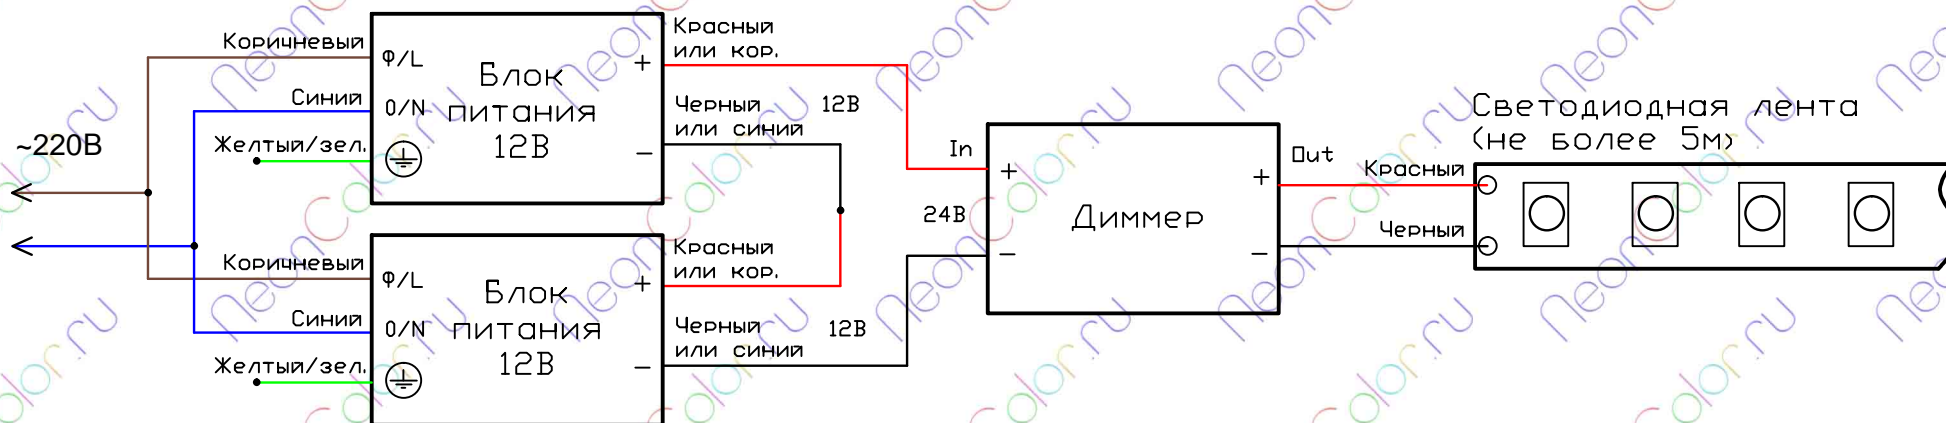 ~220В
Коричневый
Синий
Желтый/зел.
Ф/L
0/N
Блок
питания
12В
+
−
Красный
или кор.
Черный
или синий
12В
Коричневый
Синий
Желтый/зел.
Ф/L
0/N
Блок
питания
12В
+
−
Красный
или кор.
Черный
или синий
12В
24В
In
+
−
Диммер
+
−
Out
Красный
Черный
Светодиодная лента
(не более 5м)
NeonColor.ru